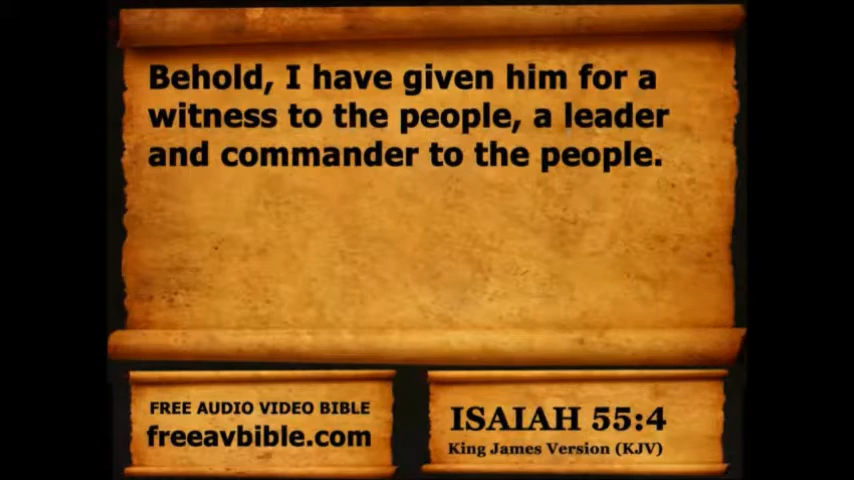 Behold, I have given him for a
witness to the people, a leader
and commander to the people.
FREE AUDIO VIDEO BIBLE
freeavbible.com
ISAIAH 55:4
King James Version (KJV)